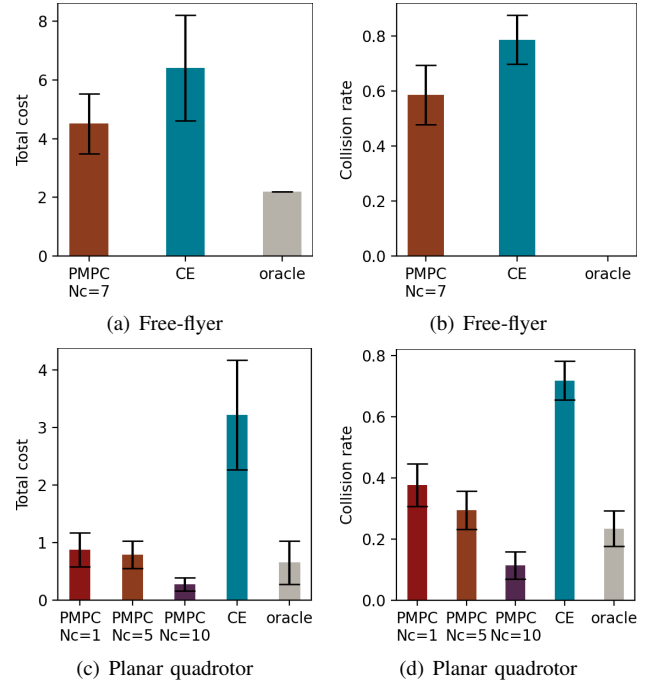 8
6
4
2
0
Total cost
PMPC
Nc=7
CE
oracle
(a) Free-flyer
0.8
0.6
0.4
0.2
0.0
Collision rate
PMPC
Nc=7
CE
oracle
(b) Free-flyer
4
3
2
1
0
Total cost
PMPC PMPC PMPC CE oracle
Nc=1 Nc=5 Nc=10
(c) Planar quadrotor
0.8
0.6
0.4
0.2
0.0
Collision rate
PMPC PMPC PMPC CE oracle
Nc=1 Nc=5 Nc=10
(d) Planar quadrotor